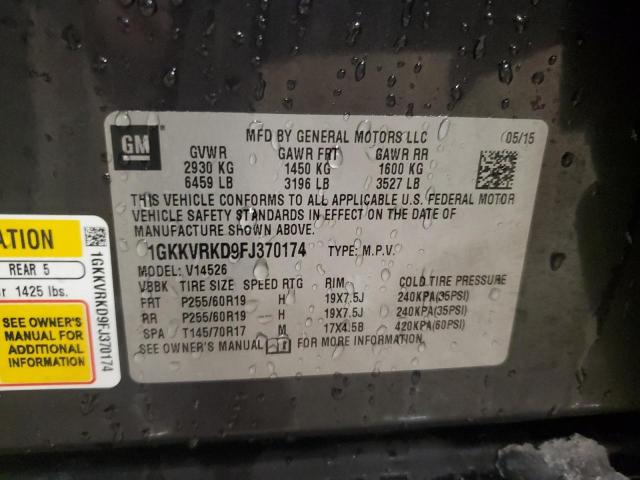 GM
MFD BY GENERAL MOTORS LLC 05/15
GVWR GAWR FRT GAWR RR
2930 KG 1450 KG 1600 KG
6459 LB 3196 LB 3527 LB
THIS VEHICLE CONFORMS TO ALL APPLICABLE U.S. FEDERAL MOTOR
VEHICLE SAFETY STANDARDS IN EFFECT ON THE DATE OF
MANUFACTURE SHOWN ABOVE.
1GKKVRKD9FJ370174 TYPE: M.P.V.
MODEL: V14526
VBBK TIRE SIZE SPEED RTG RIM COLD TIRE PRESSURE
FRT P255/60R19 H 19X7.5J 240KPA(35PSI)
RR P255/60R19 H 19X7.5J 240KPA(35PSI)
SPA T145/70R17 M 17X4.5B 420KPA(60PSI)
SEE OWNER'S MANUAL FOR MORE INFORMATION.
ATION
REAR 5
1425 lbs.
SEE OWNER'S
MANUAL FOR
ADDITIONAL
INFORMATION
1GKKVRKD9FJ370174